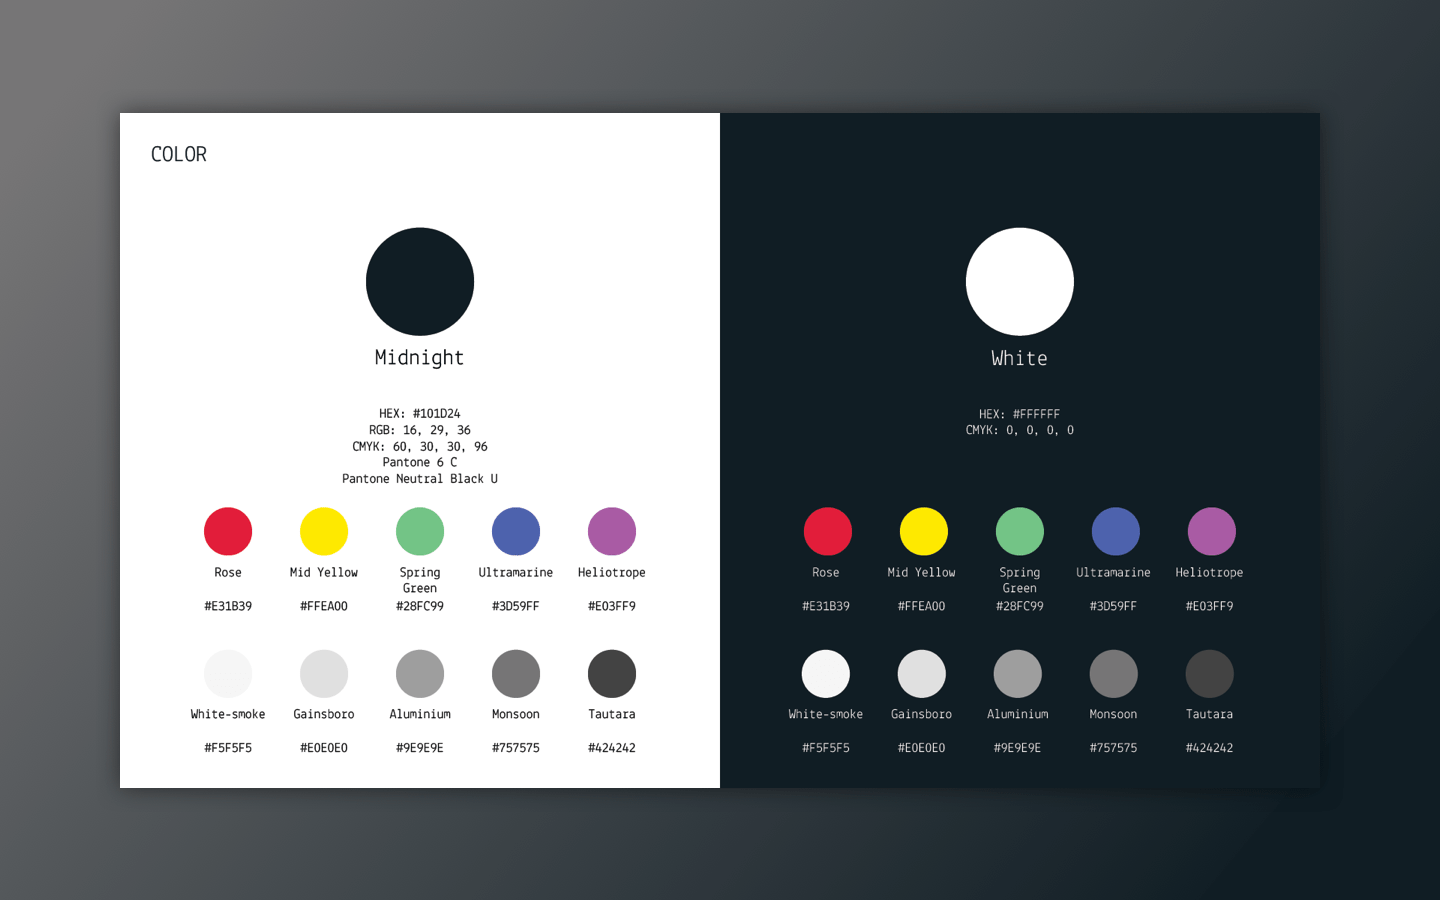 COLOR
Midnight
HEX: #101D24
RGB: 16, 29, 36
CMYK: 60, 30, 30, 96
Pantone 6 C
Pantone Neutral Black U
Rose Mid Yellow Spring Green Ultramarine Heliotrope
#E31B39 #FFEA00 #28FC99 #3D59FF #E03FF9
White-smoke Gainsboro Aluminium Monsoon Tautara
#F5F5F5 #E0E0E0 #9E9E9E #757575 #424242
White
HEX: #FFFFFF
CMYK: 0, 0, 0, 0
Rose Mid Yellow Spring Green Ultramarine Heliotrope
#E31B39 #FFEA00 #28FC99 #3D59FF #E03FF9
White-smoke Gainsboro Aluminium Monsoon Tautara
#F5F5F5 #E0E0E0 #9E9E9E #757575 #424242